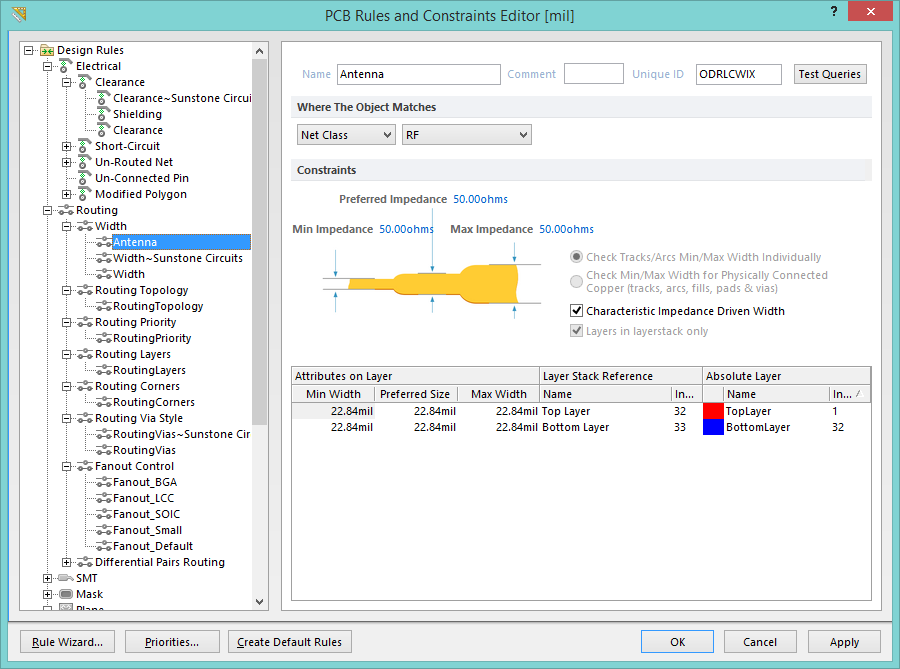 PCB Rules and Constraints Editor [mil]
?
Design Rules
Electrical
Clearance
Clearance~Sunstone Circui
Shielding
Clearance
Short-Circuit
Un-Routed Net
Un-Connected Pin
Modified Polygon
Routing
Width
Antenna
Width~Sunstone Circuits
Width
Routing Topology
RoutingTopology
Routing Priority
RoutingPriority
Routing Layers
RoutingLayers
Routing Corners
RoutingCorners
Routing Via Style
RoutingVias~Sunstone Cir
RoutingVias
Fanout Control
Fanout_BGA
Fanout_LCC
Fanout_SOIC
Fanout_Small
Fanout_Default
Differential Pairs Routing
SMT
Mask
Plane
Name Antenna Comment Unique ID ODRLCWIX Test Queries
Where The Object Matches
Net Class RF
Constraints
Preferred Impedance 50.00ohms
Min Impedance 50.00ohms Max Impedance 50.00ohms
Check Tracks/Arcs Min/Max Width Individually
Check Min/Max Width for Physically Connected
Copper (tracks, arcs, fills, pads & vias)
Characteristic Impedance Driven Width
Layers in layerstack only
Attributes on Layer Layer Stack Reference Absolute Layer
Min Width Preferred Size Max Width Name In... Name In...
22.84mil 22.84mil 22.84mil Top Layer 32 TopLayer 1
22.84mil 22.84mil 22.84mil Bottom Layer 33 BottomLayer 32
Rule Wizard... Priorities... Create Default Rules OK Cancel Apply